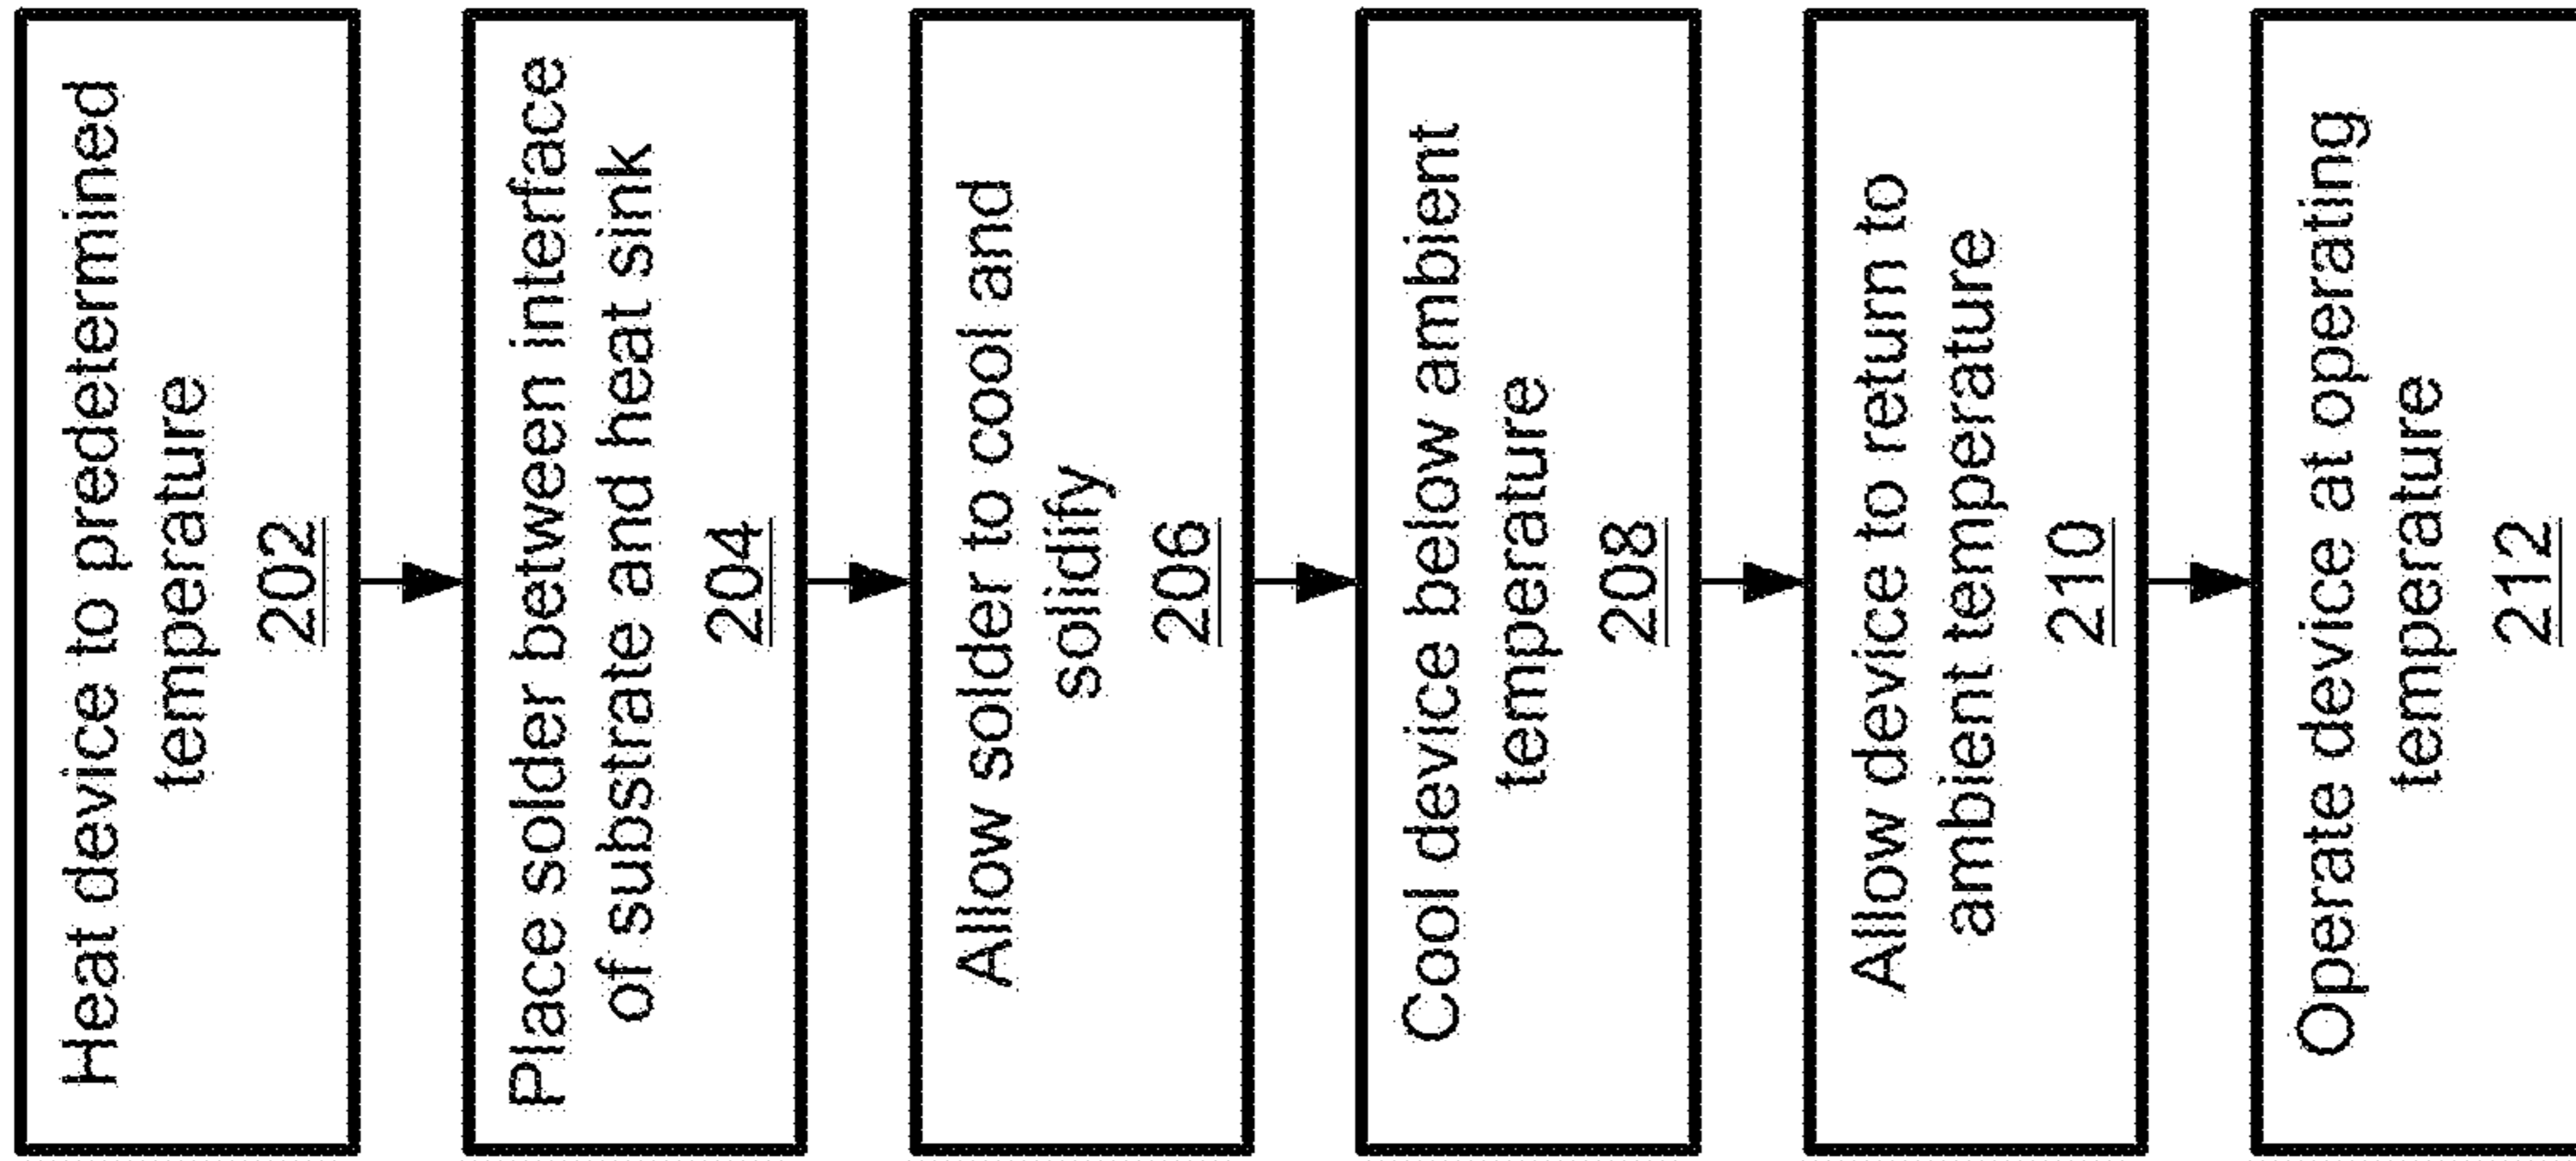 Heat device to predetermined
temperature
202
Place solder between interface
of substrate and heat sink
204
Allow solder to cool and
solidify
206
Cool device below ambient
temperature
208
Allow device to return to
ambient temperature
210
Operate device at operating
temperature
212